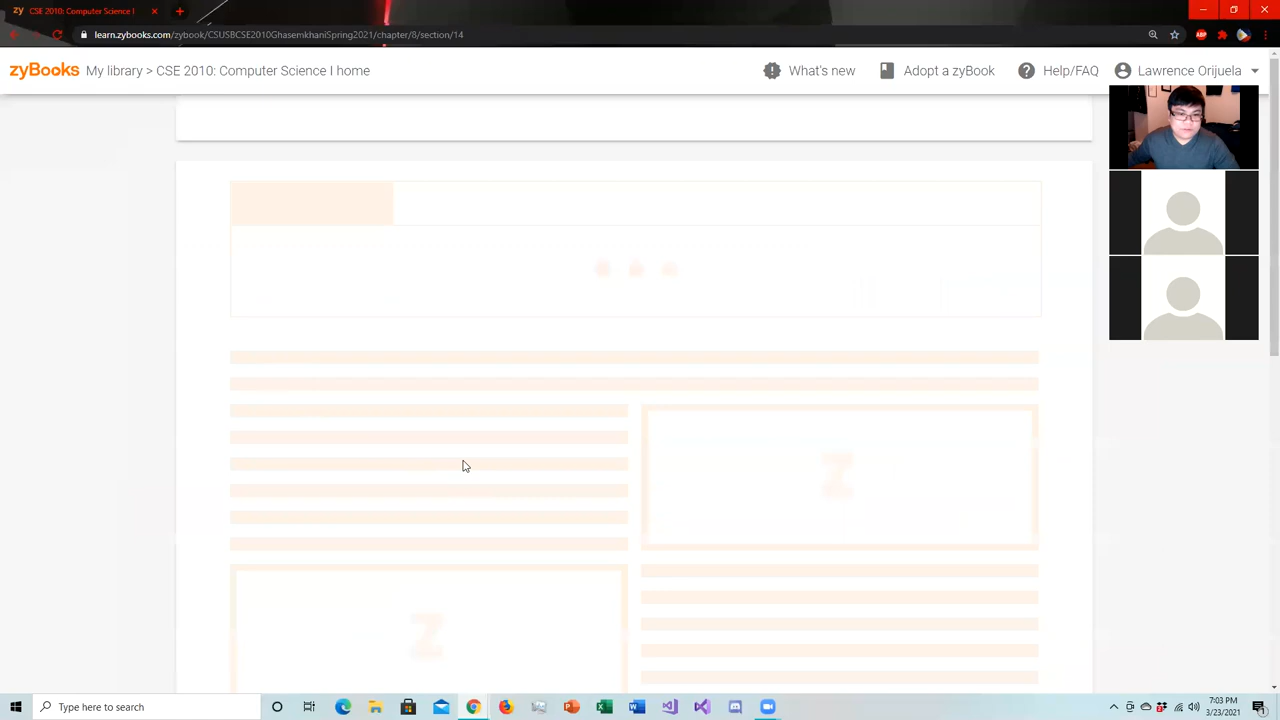 zy CSE 2010: Computer Science I
learn.zybooks.com/zybook/CSUSBCSE2010GhasemkhaniSpring2021/chapter/8/section/14
zyBooks My library > CSE 2010: Computer Science I home
What's new
Adopt a zyBook
Help/FAQ
Lawrence Orijuela
Z
Z
Type here to search
7:03 PM
3/23/2021